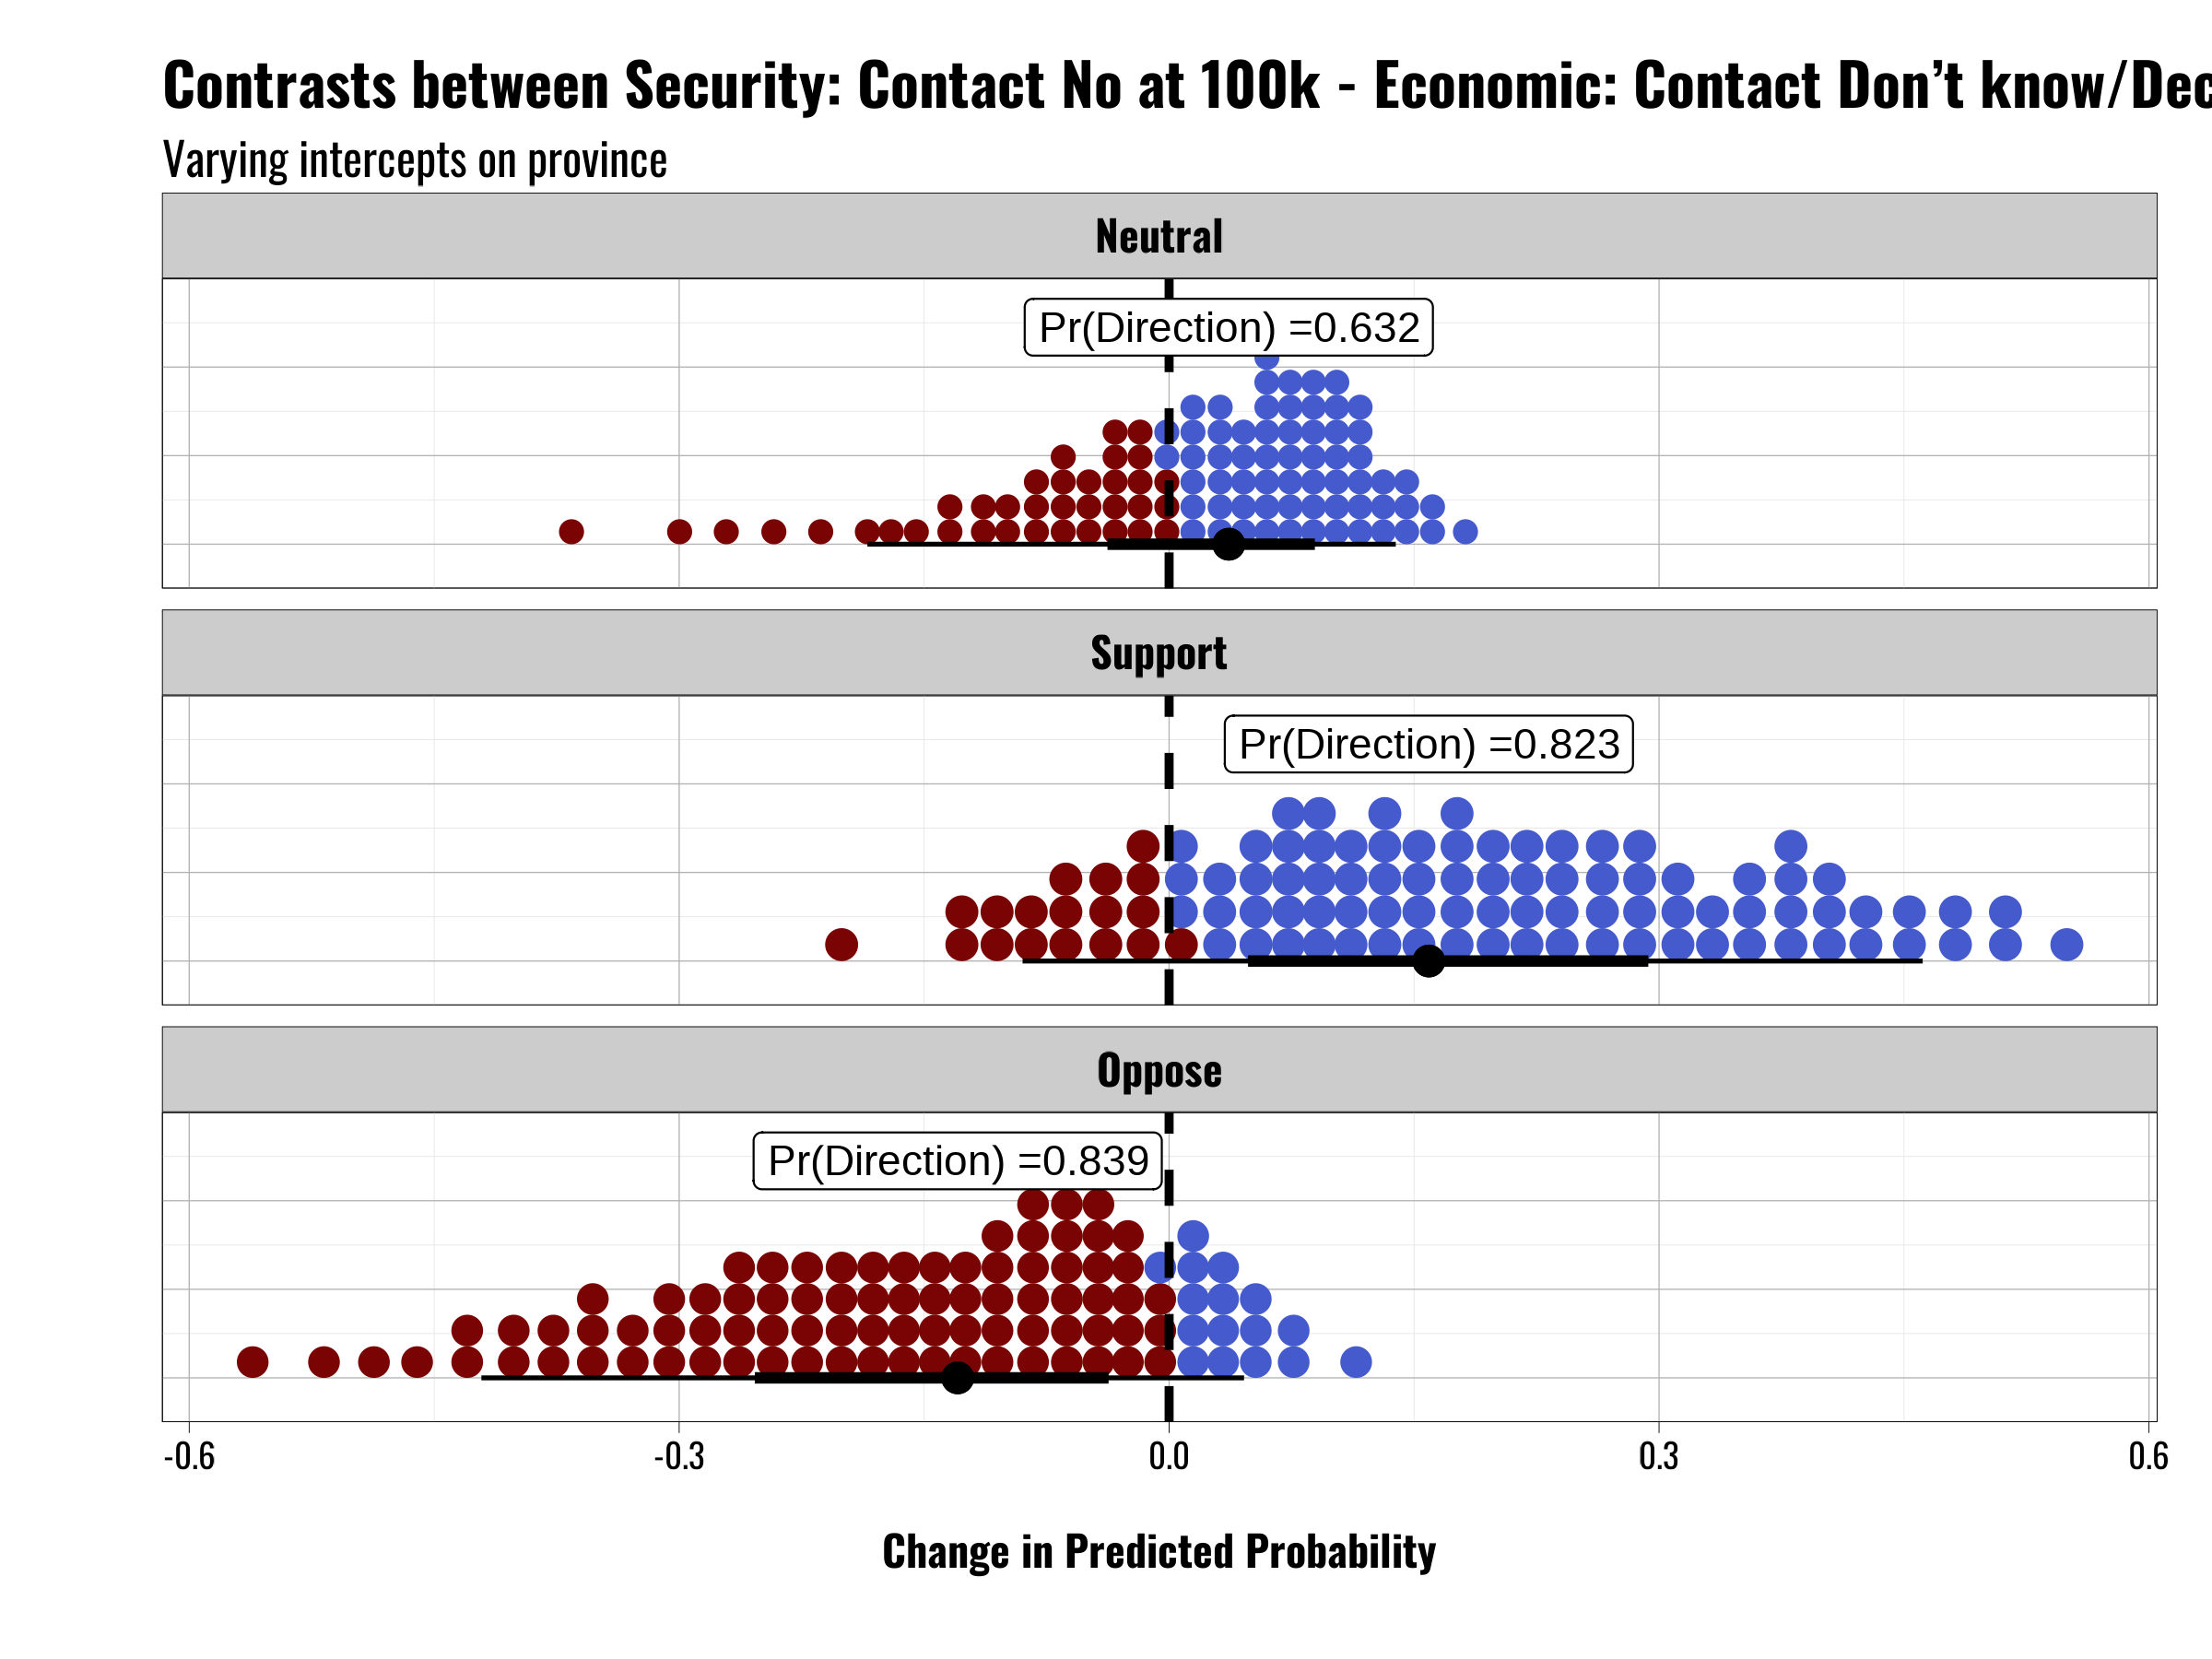 Contrasts between Security: Contact No at 100k - Economic: Contact Don’t know/Dec
Varying intercepts on province
Neutral
Pr(Direction) =0.632
Support
Pr(Direction) =0.823
Oppose
Pr(Direction) =0.839
-0.6 -0.3 0.0 0.3 0.6
Change in Predicted Probability